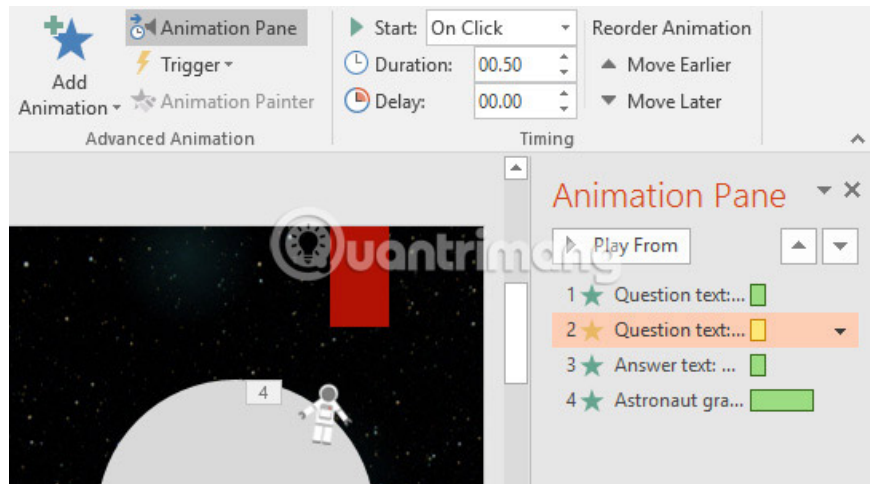 Animation Pane
Trigger
Add
Animation
Animation Painter
Advanced Animation
Start: On Click
Duration: 00.50
Delay: 00.00
Timing
Reorder Animation
Move Earlier
Move Later
Quantrimang
4
Animation Pane
Play From
1 Question text:...
2 Question text:...
3 Answer text: ...
4 Astronaut gra...